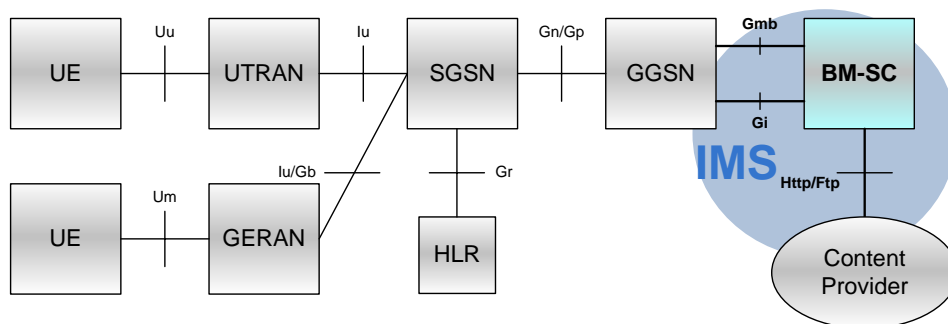 Uu
Iu
Gn/Gp
Gmb
UE
UTRAN
SGSN
GGSN
BM-SC
Gi
IMS
Iu/Gb
Gr
Http/Ftp
Um
UE
GERAN
HLR
Content
Provider